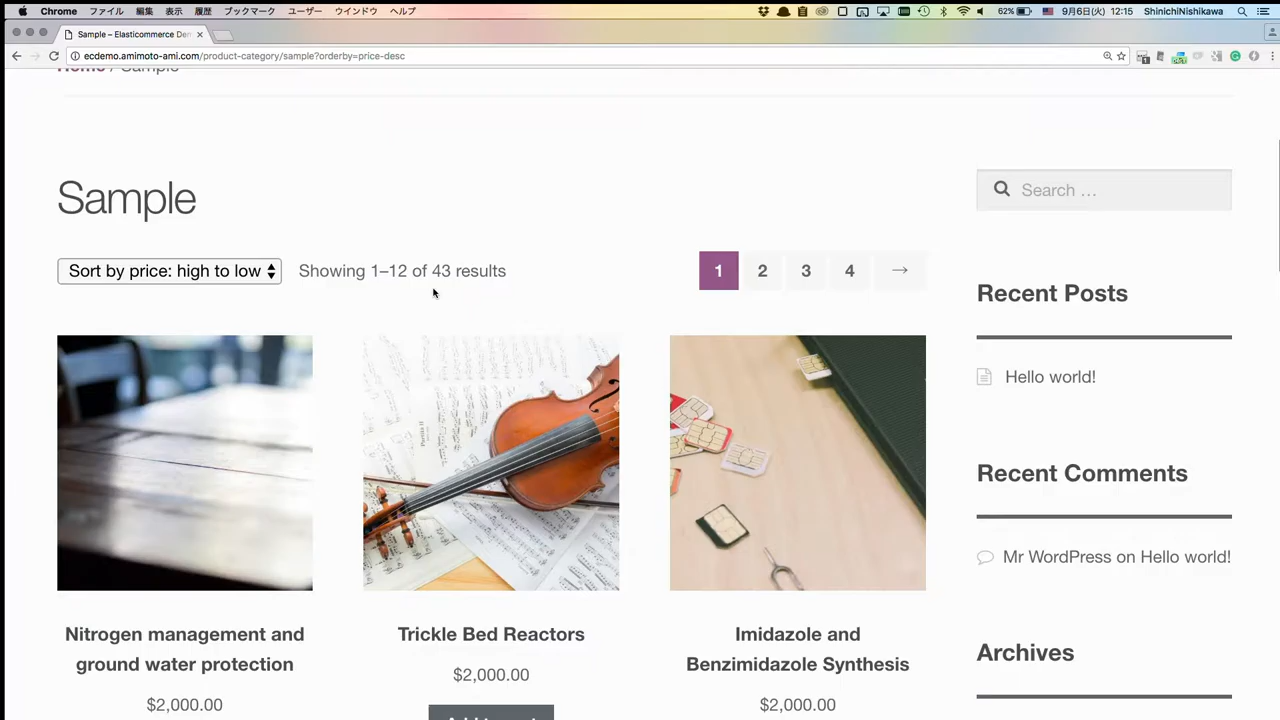 Chrome ファイル 編集 表示 履歴 ブックマーク ユーザー ウインドウ ヘルプ 62% 9月6日(火) 12:15 ShinichiNishikawa
Sample – Elasticommerce Dem
ecdemo.amimoto-ami.com/product-category/sample?orderby=price-desc
Home / Sample
Sample
Search …
Sort by price: high to low
Showing 1–12 of 43 results
1 2 3 4 →
Recent Posts
Hello world!
Recent Comments
Mr WordPress on Hello world!
Archives
Nitrogen management and
ground water protection
$2,000.00
Trickle Bed Reactors
$2,000.00
Add to cart
Imidazole and
Benzimidazole Synthesis
$2,000.00